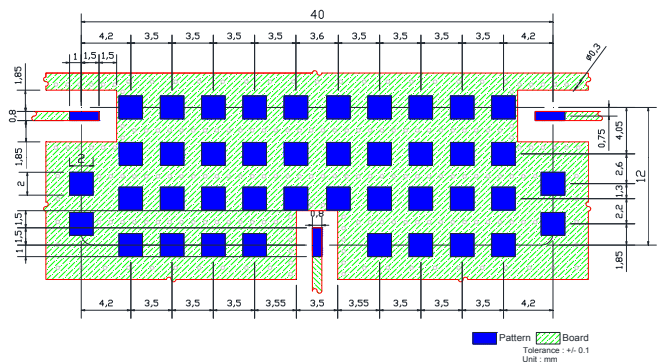 40
4,2 3,5 3,5 3,5 3,5 3,6 3,5 3,5 3,5 3,5 4,2
1 1,5 1,5
ø0,3
1,85
0,8
1,85
0,75
4,05
2
2
2,6
12
1,3
2,2
1,85
1,5
1,5
1
0,8
4,2 3,5 3,5 3,5 3,55 3,5 3,55 3,5 3,5 3,5 4,2
Pattern Board
Tolerance : +/- 0.1
Unit : mm